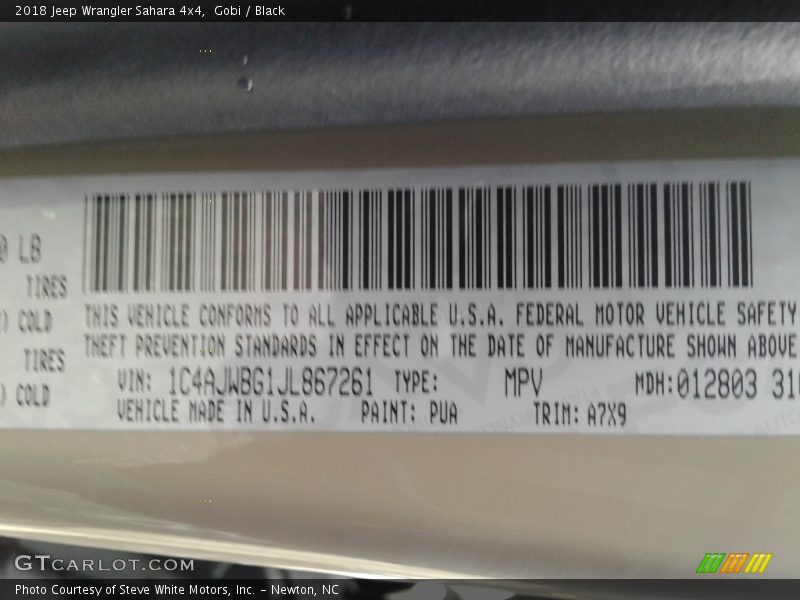 2018 Jeep Wrangler Sahara 4x4, Gobi / Black
LB
TIRES
COLD
TIRES
COLD
THIS VEHICLE CONFORMS TO ALL APPLICABLE U.S.A. FEDERAL MOTOR VEHICLE SAFETY
THEFT PREVENTION STANDARDS IN EFFECT ON THE DATE OF MANUFACTURE SHOWN ABOVE
VIN: 1C4AJWBG1JL867261 TYPE: MPV MDH:012803
VEHICLE MADE IN U.S.A. PAINT: PUA TRIM: A7X9
GTCARLOT.COM
Photo Courtesy of Steve White Motors, Inc. – Newton, NC